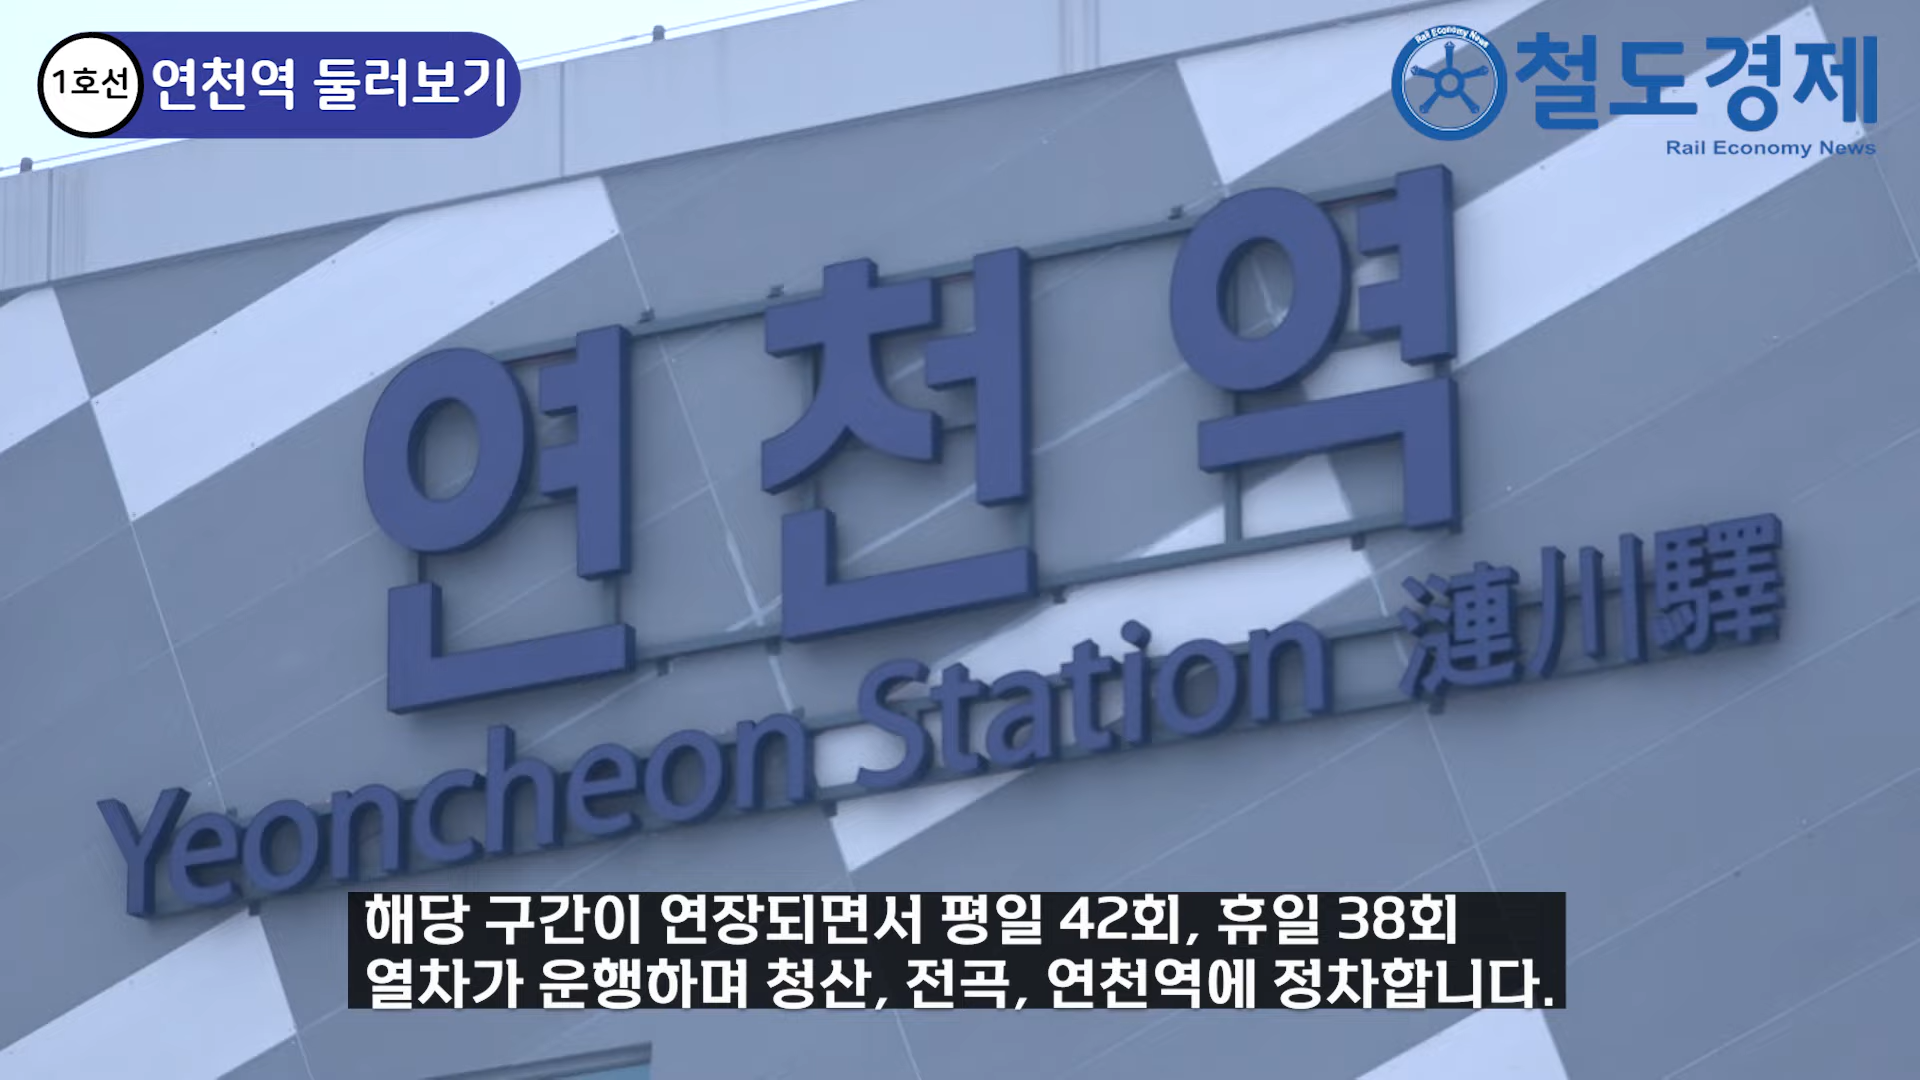 1호선
연천역 둘러보기
Rail Economy News
철도경제
Rail Economy News
연천역
Yeoncheon Station 漣川驛
해당 구간이 연장되면서 평일 42회, 휴일 38회
열차가 운행하며 청산, 전곡, 연천역에 정차합니다.